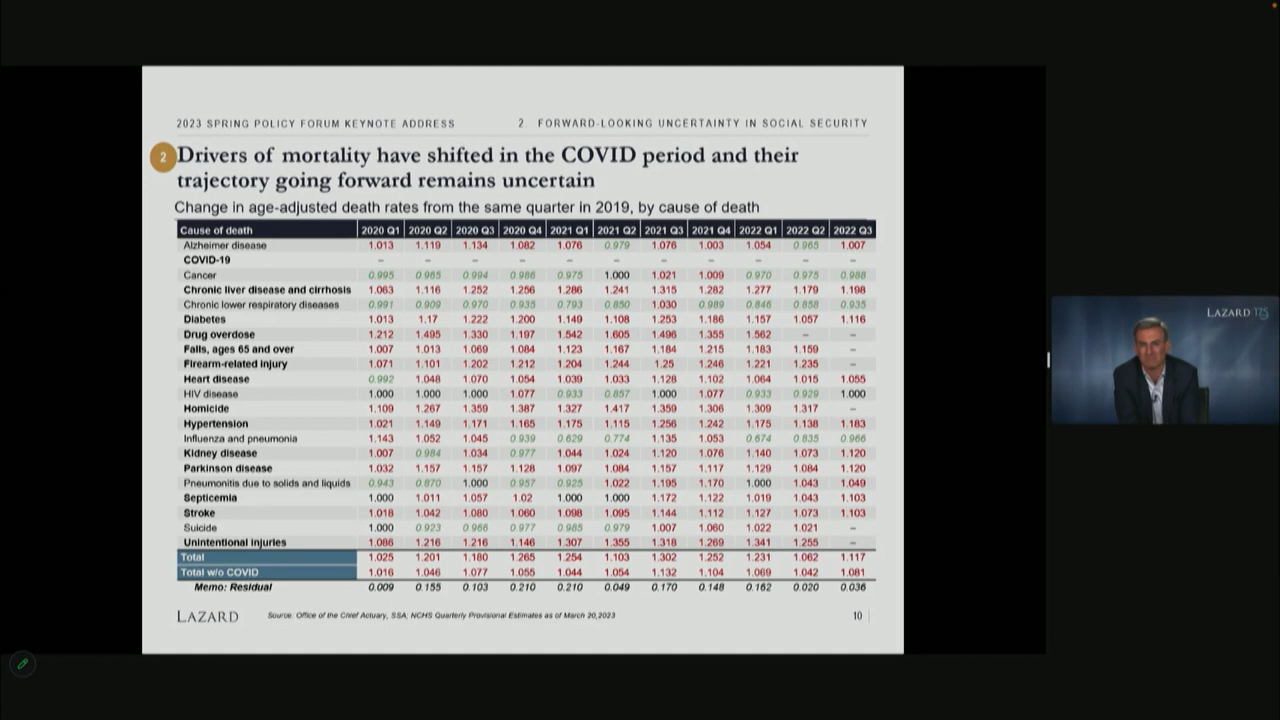 2023 SPRING POLICY FORUM KEYNOTE ADDRESS 2. FORWARD-LOOKING UNCERTAINTY IN SOCIAL SECURITY
2 Drivers of mortality have shifted in the COVID period and their
trajectory going forward remains uncertain
Change in age-adjusted death rates from the same quarter in 2019, by cause of death
Cause of death 2020 Q1 2020 Q2 2020 Q3 2020 Q4 2021 Q1 2021 Q2 2021 Q3 2021 Q4 2022 Q1 2022 Q2 2022 Q3
Alzheimer disease 1.013 1.119 1.134 1.082 1.076 0.979 1.076 1.003 1.054 0.965 1.007
COVID-19 – – – – – – – – – – –
Cancer 0.995 0.965 0.994 0.986 0.975 1.000 1.021 1.009 0.970 0.975 0.988
Chronic liver disease and cirrhosis 1.063 1.116 1.252 1.256 1.286 1.241 1.315 1.282 1.277 1.179 1.198
Chronic lower respiratory diseases 0.991 0.909 0.970 0.935 0.793 0.850 1.030 0.989 0.846 0.858 0.935
Diabetes 1.013 1.17 1.222 1.200 1.149 1.108 1.253 1.186 1.157 1.057 1.116
Drug overdose 1.212 1.495 1.330 1.197 1.542 1.605 1.496 1.355 1.562 – –
Falls, ages 65 and over 1.007 1.013 1.069 1.084 1.123 1.167 1.184 1.215 1.183 1.159 –
Firearm-related injury 1.071 1.101 1.202 1.212 1.204 1.244 1.25 1.246 1.221 1.235 –
Heart disease 0.992 1.048 1.070 1.054 1.039 1.033 1.128 1.102 1.064 1.015 1.055
HIV disease 1.000 1.000 1.000 1.077 0.933 0.857 1.000 1.077 0.933 0.929 1.000
Homicide 1.109 1.267 1.359 1.387 1.327 1.417 1.359 1.306 1.309 1.317 –
Hypertension 1.021 1.149 1.171 1.165 1.175 1.115 1.256 1.242 1.175 1.138 1.183
Influenza and pneumonia 1.143 1.052 1.045 0.939 0.629 0.774 1.135 1.053 0.674 0.835 0.966
Kidney disease 1.007 0.984 1.034 0.977 1.044 1.024 1.120 1.076 1.140 1.073 1.120
Parkinson disease 1.032 1.157 1.157 1.128 1.097 1.084 1.157 1.117 1.129 1.084 1.120
Pneumonitis due to solids and liquids 0.943 0.870 1.000 0.957 0.925 1.022 1.195 1.170 1.000 1.043 1.049
Septicemia 1.000 1.011 1.057 1.02 1.000 1.000 1.172 1.122 1.019 1.043 1.103
Stroke 1.018 1.042 1.080 1.060 1.098 1.095 1.144 1.112 1.127 1.073 1.103
Suicide 1.000 0.923 0.966 0.977 0.985 0.979 1.007 1.060 1.022 1.021 –
Unintentional injuries 1.086 1.216 1.216 1.146 1.307 1.355 1.318 1.269 1.341 1.255 –
Total 1.025 1.201 1.180 1.265 1.254 1.103 1.302 1.252 1.231 1.062 1.117
Total w/o COVID 1.016 1.046 1.077 1.055 1.044 1.054 1.132 1.104 1.069 1.042 1.081
Memo: Residual 0.009 0.155 0.103 0.210 0.210 0.049 0.170 0.148 0.162 0.020 0.036
LAZARD Source: Office of the Chief Actuary, SSA; NCHS Quarterly Provisional Estimates as of March 20,2023 10
LAZARD 175